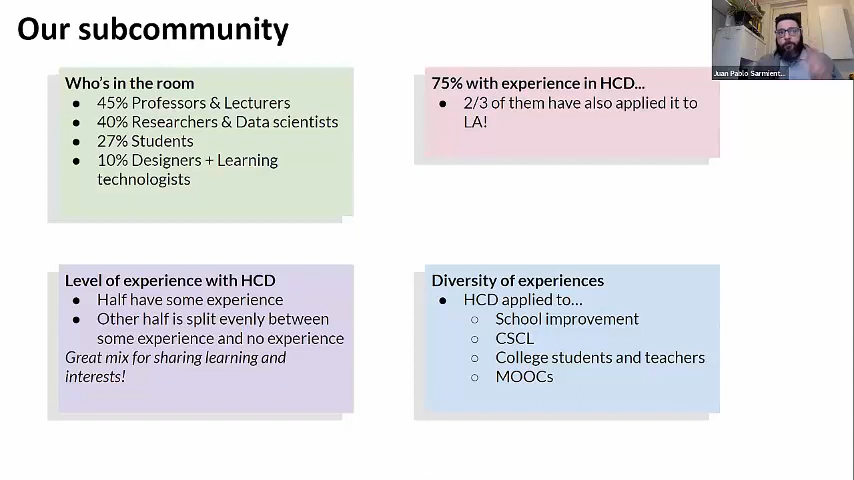 Our subcommunity
Juan Pablo Sarmient...
Who's in the room
● 45% Professors & Lecturers
● 40% Researchers & Data scientists
● 27% Students
● 10% Designers + Learning
technologists
75% with experience in HCD...
● 2/3 of them have also applied it to
LA!
Level of experience with HCD
● Half have some experience
● Other half is split evenly between
some experience and no experience
Great mix for sharing learning and
interests!
Diversity of experiences
● HCD applied to...
○ School improvement
○ CSCL
○ College students and teachers
○ MOOCs